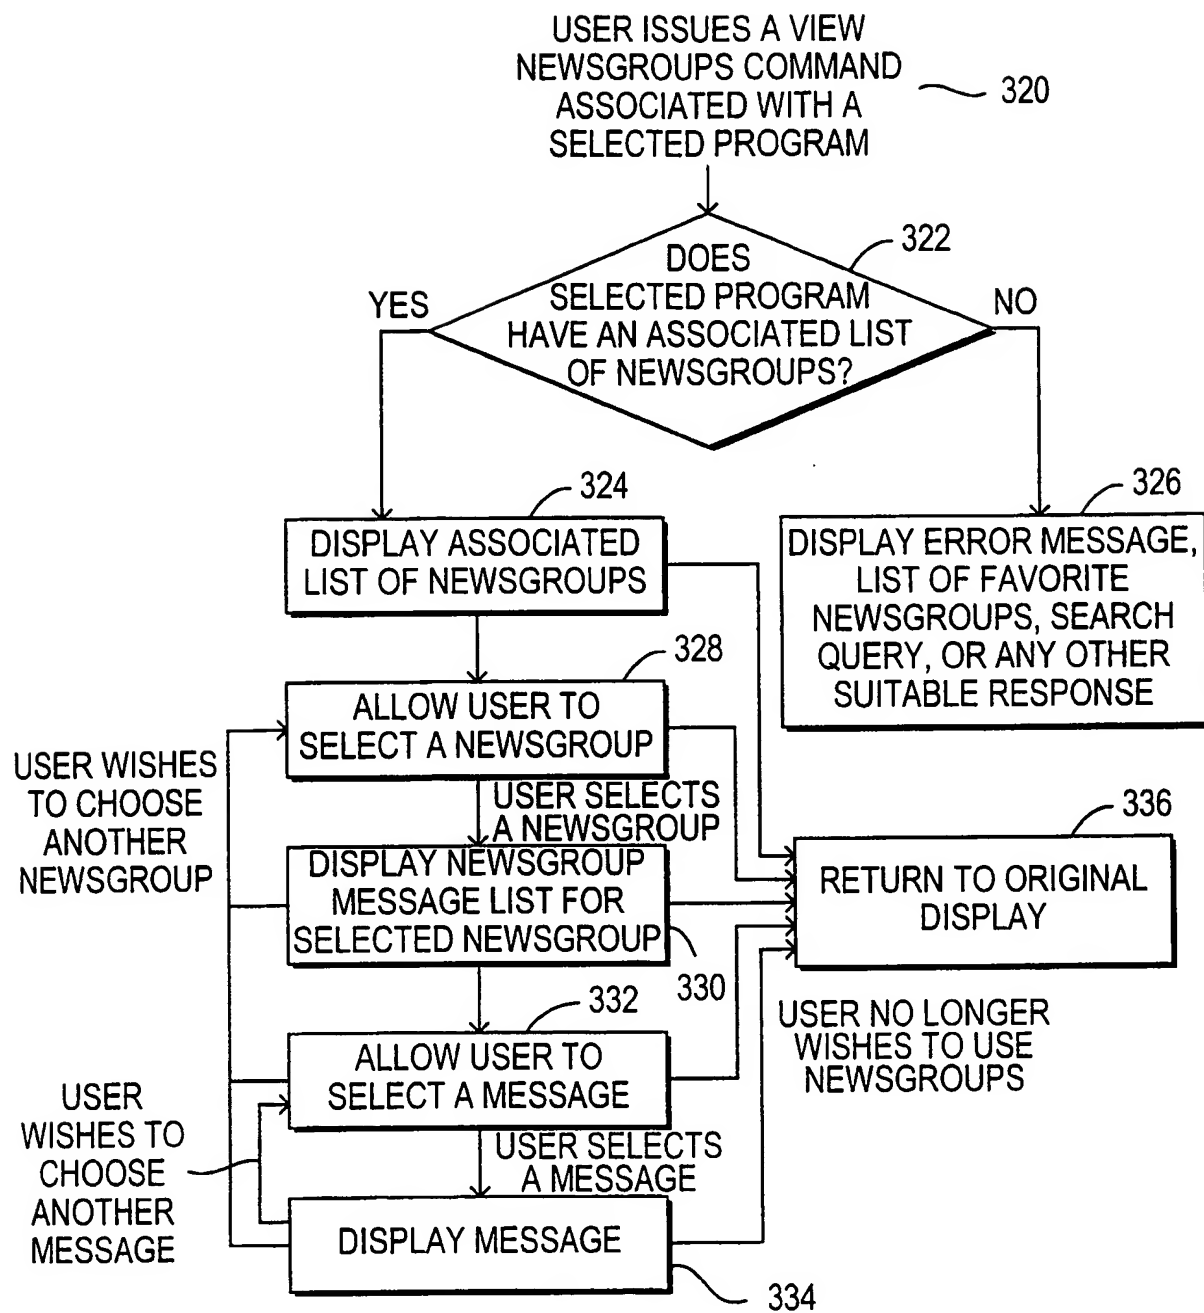 USER ISSUES A VIEW
NEWSGROUPS COMMAND
ASSOCIATED WITH A
SELECTED PROGRAM
320
322
DOES
SELECTED PROGRAM
HAVE AN ASSOCIATED LIST
OF NEWSGROUPS?
YES
NO
324
DISPLAY ASSOCIATED
LIST OF NEWSGROUPS
326
DISPLAY ERROR MESSAGE,
LIST OF FAVORITE
NEWSGROUPS, SEARCH
QUERY, OR ANY OTHER
SUITABLE RESPONSE
328
ALLOW USER TO
SELECT A NEWSGROUP
USER WISHES
TO CHOOSE
ANOTHER
NEWSGROUP
USER SELECTS
A NEWSGROUP
DISPLAY NEWSGROUP
MESSAGE LIST FOR
SELECTED NEWSGROUP
330
336
RETURN TO ORIGINAL
DISPLAY
USER NO LONGER
WISHES TO USE
NEWSGROUPS
332
ALLOW USER TO
SELECT A MESSAGE
USER
WISHES TO
CHOOSE
ANOTHER
MESSAGE
USER SELECTS
A MESSAGE
DISPLAY MESSAGE
334